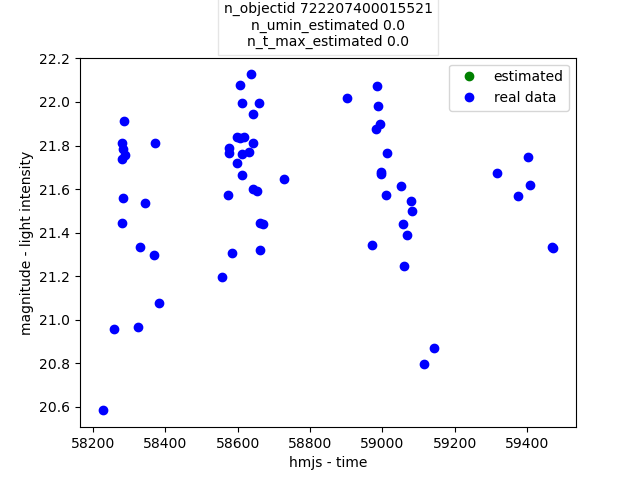 n_objectid 722207400015521
n_umin_estimated 0.0
n_t_max_estimated 0.0
22.2
22.0
21.8
21.6
21.4
21.2
21.0
20.8
20.6
magnitude - light intensity
estimated
real data
58200 58400 58600 58800 59000 59200 59400
hmjs - time